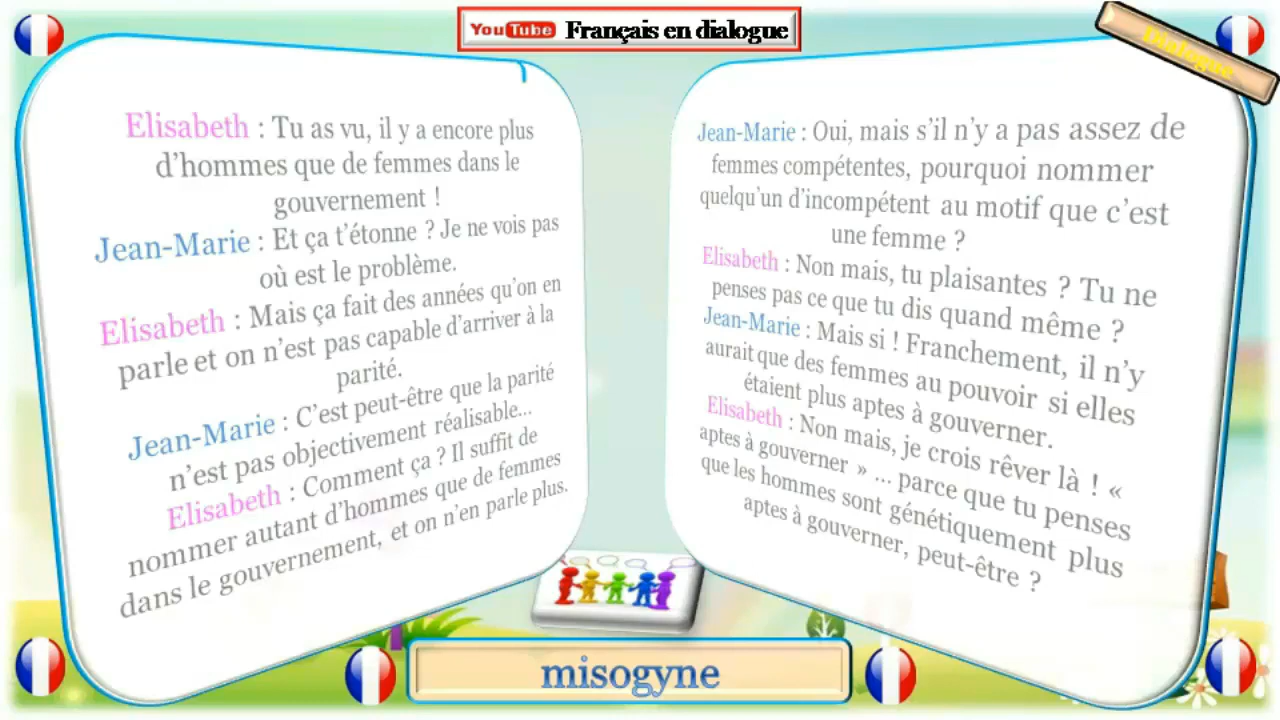 YouTube Français en dialogue
Dialogue
Elisabeth : Tu as vu, il y a encore plus
d’hommes que de femmes dans le
gouvernement !
Jean-Marie : Et ça t’étonne ? Je ne vois pas
où est le problème.
Elisabeth : Mais ça fait des années qu’on en
parle et on n’est pas capable d’arriver à la
parité.
Jean-Marie : C’est peut-être que la parité
n’est pas objectivement réalisable...
Elisabeth : Comment ça ? Il suffit de
nommer autant d’hommes que de femmes
dans le gouvernement, et on n’en parle plus.
Jean-Marie : Oui, mais s’il n’y a pas assez de
femmes compétentes, pourquoi nommer
quelqu’un d’incompétent au motif que c’est
une femme ?
Elisabeth : Non mais, tu plaisantes ? Tu ne
penses pas ce que tu dis quand même ?
Jean-Marie : Mais si ! Franchement, il n’y
aurait que des femmes au pouvoir si elles
étaient plus aptes à gouverner.
Elisabeth : Non mais, je crois rêver là ! «
aptes à gouverner » ... parce que tu penses
que les hommes sont génétiquement plus
aptes à gouverner, peut-être ?
misogyne